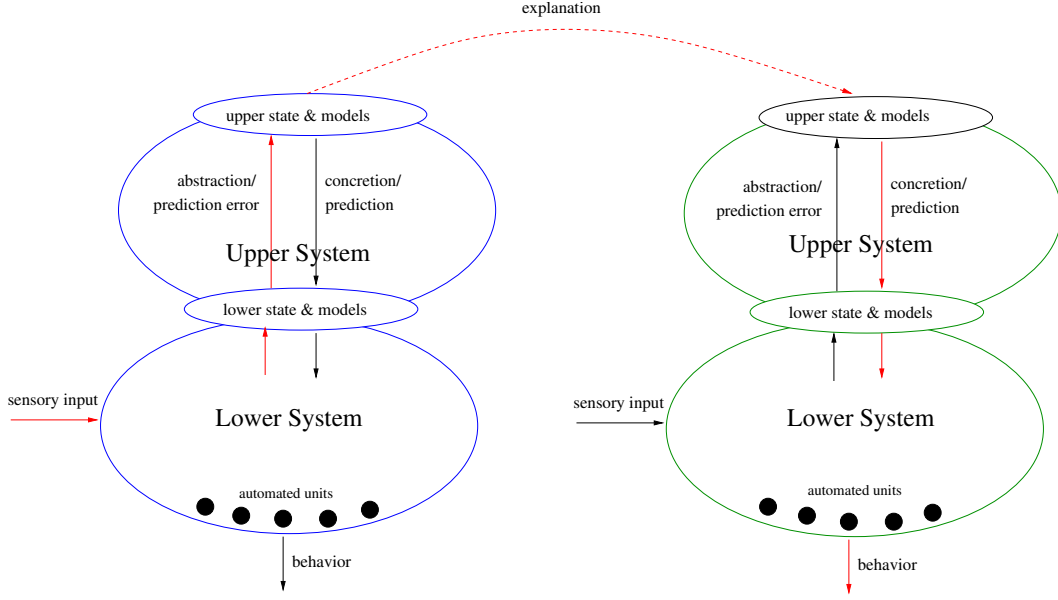 explanation
upper state & models
abstraction/
prediction error
concretion/
prediction
Upper System
lower state & models
sensory input
Lower System
automated units
behavior
upper state & models
abstraction/
prediction error
concretion/
prediction
Upper System
lower state & models
sensory input
Lower System
automated units
behavior